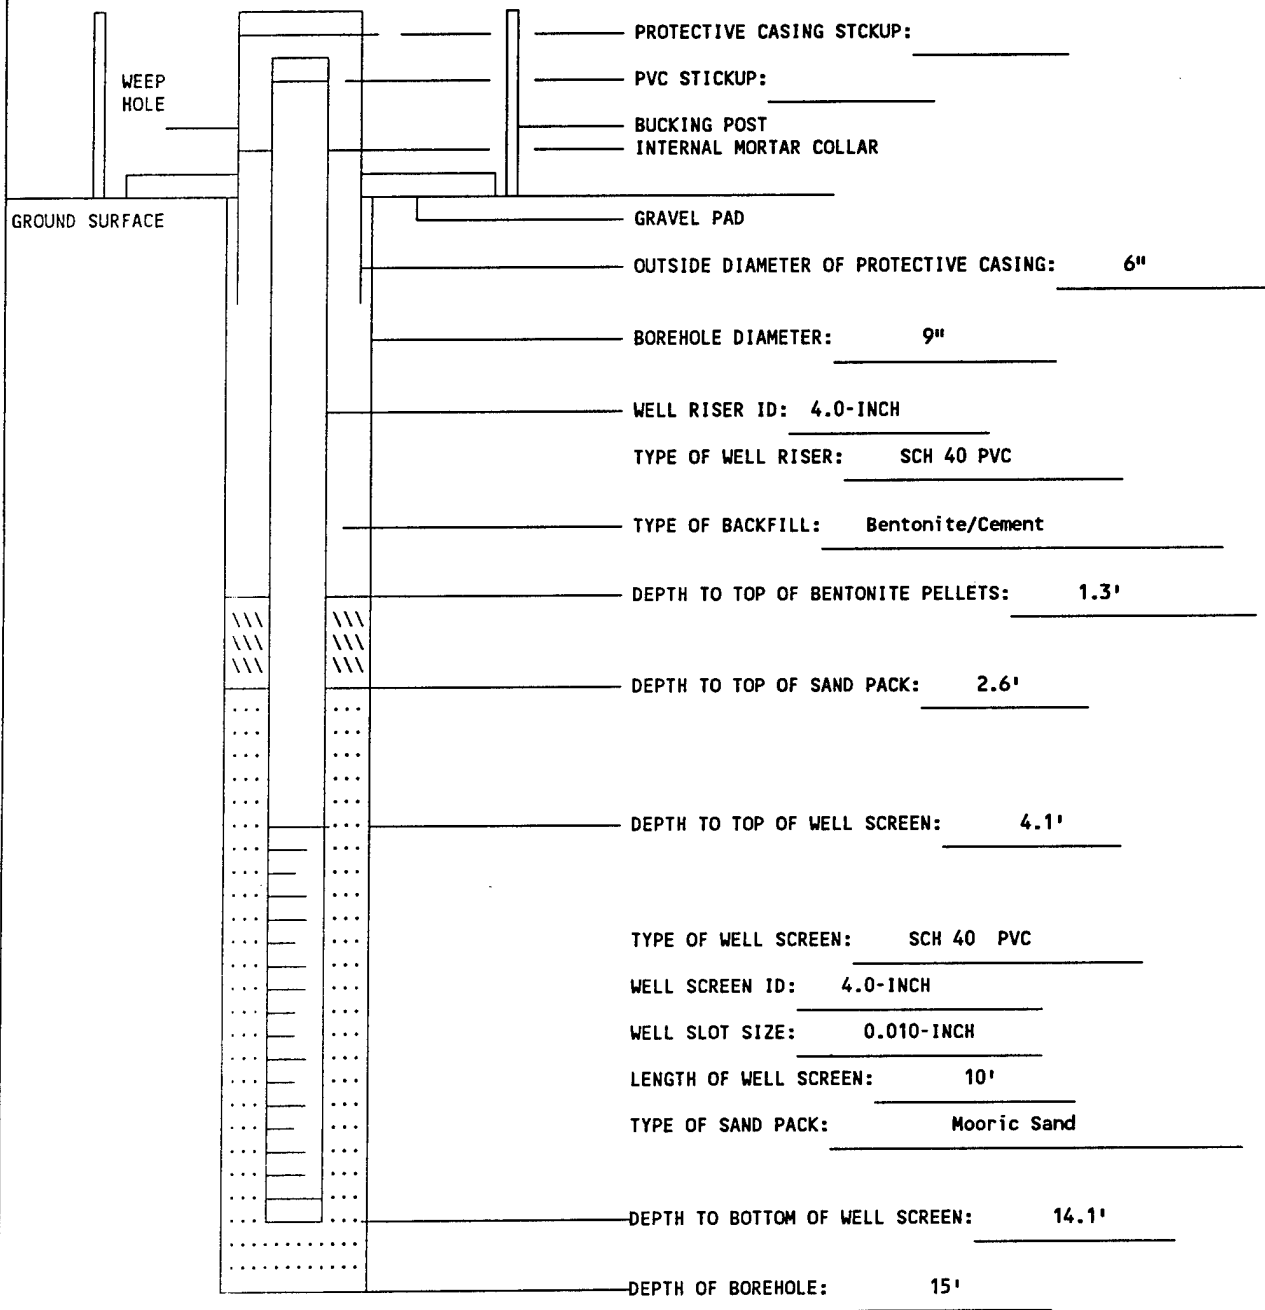 PROTECTIVE CASING STCKUP:
WEEP
HOLE
PVC STICKUP:
BUCKING POST
INTERNAL MORTAR COLLAR
GROUND SURFACE
GRAVEL PAD
OUTSIDE DIAMETER OF PROTECTIVE CASING: 6"
BOREHOLE DIAMETER: 9"
WELL RISER ID: 4.0-INCH
TYPE OF WELL RISER: SCH 40 PVC
TYPE OF BACKFILL: Bentonite/Cement
DEPTH TO TOP OF BENTONITE PELLETS: 1.3'
DEPTH TO TOP OF SAND PACK: 2.6'
DEPTH TO TOP OF WELL SCREEN: 4.1'
TYPE OF WELL SCREEN: SCH 40 PVC
WELL SCREEN ID: 4.0-INCH
WELL SLOT SIZE: 0.010-INCH
LENGTH OF WELL SCREEN: 10'
TYPE OF SAND PACK: Mooric Sand
DEPTH TO BOTTOM OF WELL SCREEN: 14.1'
DEPTH OF BOREHOLE: 15'